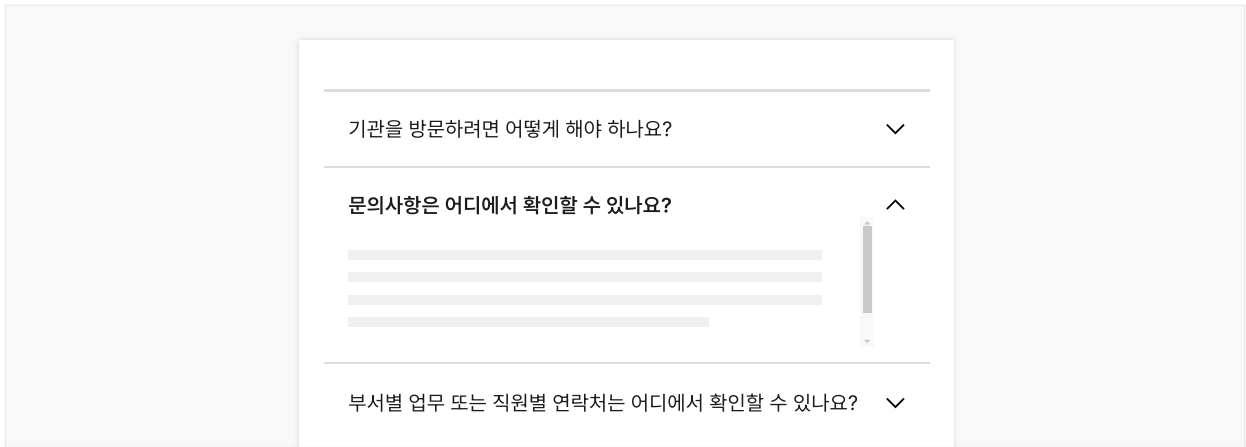 기관을 방문하려면 어떻게 해야 하나요?
문의사항은 어디에서 확인할 수 있나요?
부서별 업무 또는 직원별 연락처는 어디에서 확인할 수 있나요?